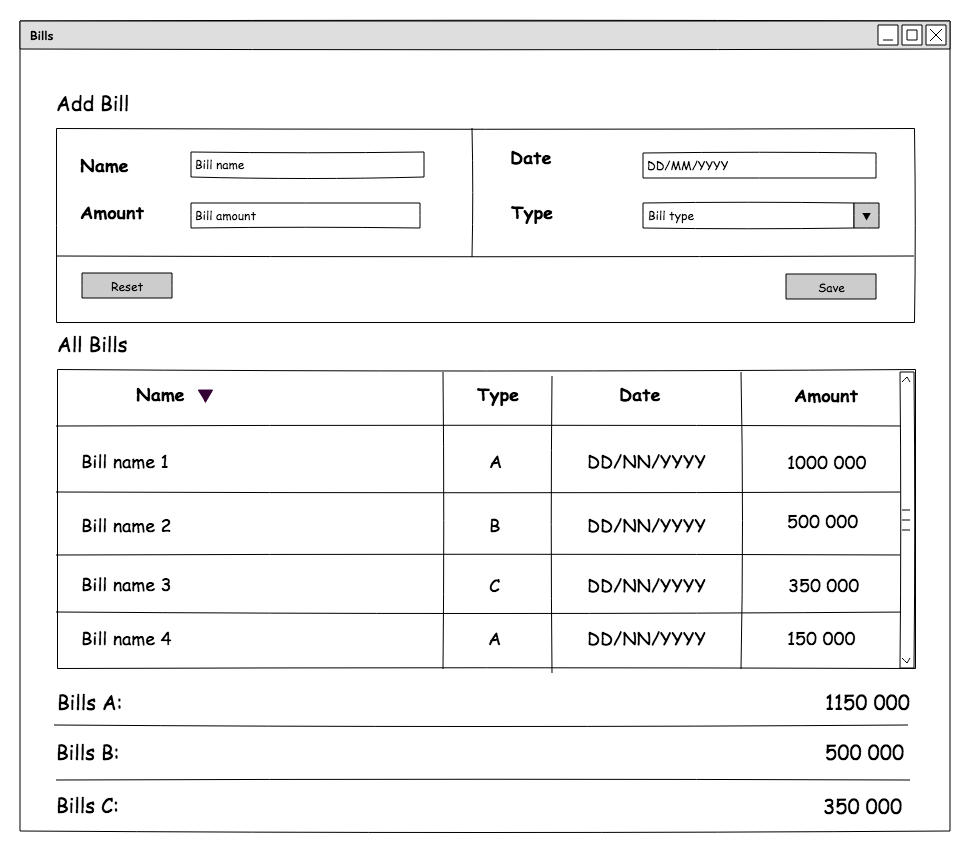 Bills
Add Bill
Name Bill name Date DD/MM/YYYY
Amount Bill amount Type Bill type
Reset Save
All Bills
Name Type Date Amount
Bill name 1 A DD/NN/YYYY 1000 000
Bill name 2 B DD/NN/YYYY 500 000
Bill name 3 C DD/NN/YYYY 350 000
Bill name 4 A DD/NN/YYYY 150 000
Bills A: 1150 000
Bills B: 500 000
Bills C: 350 000